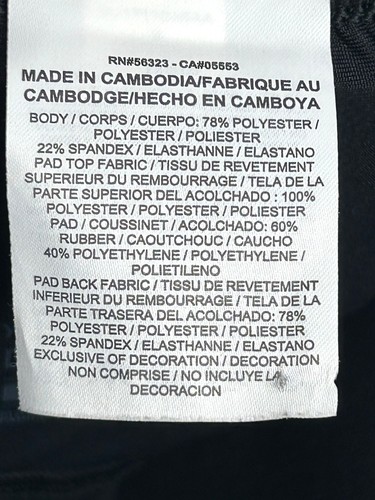 RN#56323 - CA#05553
MADE IN CAMBODIA/FABRIQUE AU
CAMBODGE/HECHO EN CAMBOYA
BODY / CORPS / CUERPO: 78% POLYESTER /
POLYESTER / POLIESTER
22% SPANDEX / ELASTHANNE / ELASTANO
PAD TOP FABRIC / TISSU DE REVETEMENT
SUPERIEUR DU REMBOURRAGE / TELA DE LA
PARTE SUPERIOR DEL ACOLCHADO : 100%
POLYESTER / POLYESTER / POLIESTER
PAD / COUSSINET / ACOLCHADO: 60%
RUBBER / CAOUTCHOUC / CAUCHO
40% POLYETHYLENE / POLYETHYLENE /
POLIETILENO
PAD BACK FABRIC / TISSU DE REVETEMENT
INFERIEUR DU REMBOURRAGE / TELA DE LA
PARTE TRASERA DEL ACOLCHADO: 78%
POLYESTER / POLYESTER / POLIESTER
22% SPANDEX / ELASTHANNE / ELASTANO
EXCLUSIVE OF DECORATION / DECORATION
NON COMPRISE / NO INCLUYE LA
DECORACION